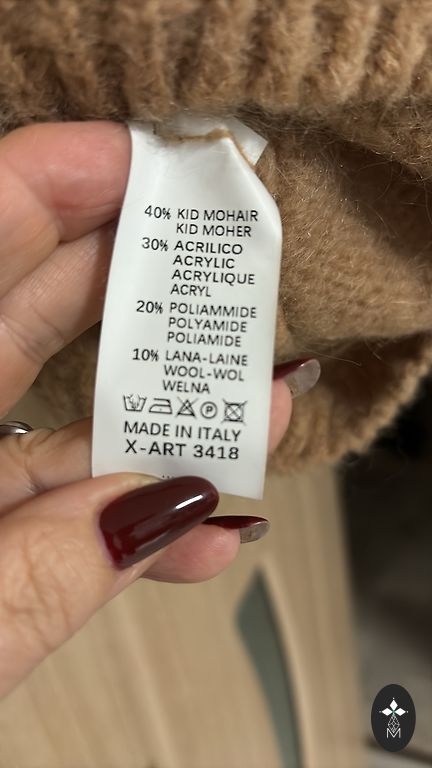 40% KID MOHAIR
KID MOHER
30% ACRILICO
ACRYLIC
ACRYLIQUE
ACRYL
20% POLIAMMIDE
POLYAMIDE
POLIAMIDE
10% LANA-LAINE
WOOL-WOL
WELNA
P
MADE IN ITALY
X-ART 3418
M